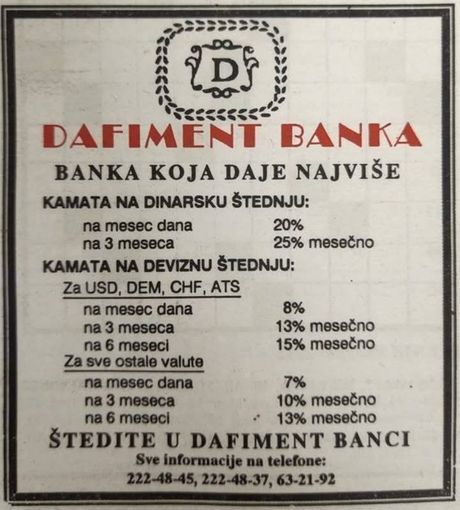 D
DAFIMENT BANKA
BANKA KOJA DAJE NAJVIŠE
KAMATA NA DINARSKU ŠTEDNJU:
na mesec dana 20%
na 3 meseca 25% mesečno
KAMATA NA DEVIZNU ŠTEDNJU:
Za USD, DEM, CHF, ATS
na mesec dana 8%
na 3 meseca 13% mesečno
na 6 meseci 15% mesečno
Za sve ostale valute
na mesec dana 7%
na 3 meseca 10% mesečno
na 6 meseci 13% mesečno
ŠTEDITE U DAFIMENT BANCI
Sve informacije na telefone:
222-48-45, 222-48-37, 63-21-92